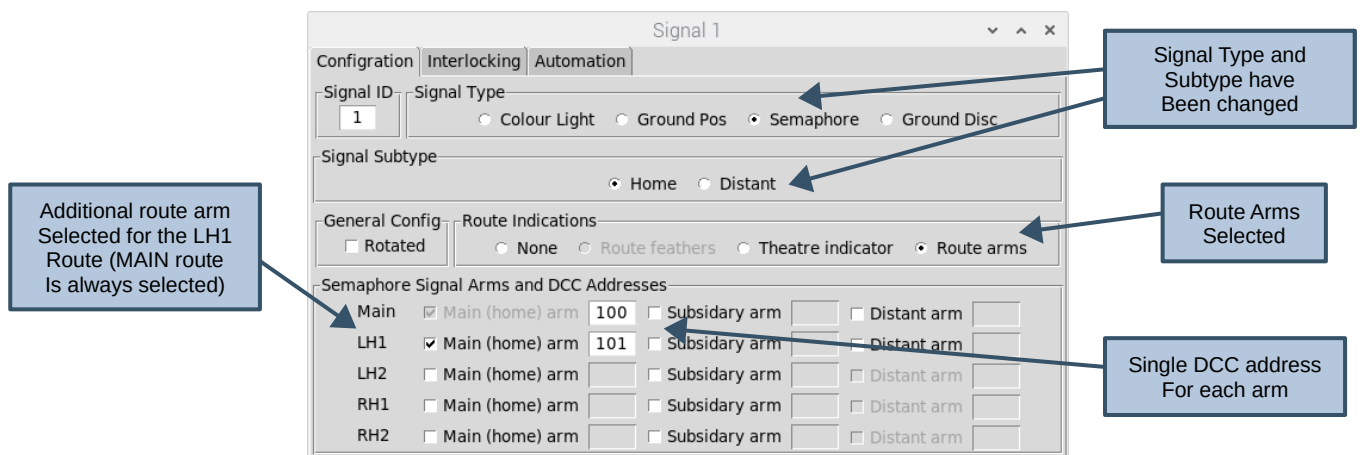 Signal 1
Configration Interlocking Automation
Signal ID Signal Type
1 Colour Light Ground Pos Semaphore Ground Disc
Signal Subtype
Home Distant
General Config Route Indications
Rotated None Route feathers Theatre indicator Route arms
Semaphore Signal Arms and DCC Addresses
Main Main (home) arm 100 Subsidary arm Distant arm
LH1 Main (home) arm 101 Subsidary arm Distant arm
LH2 Main (home) arm Subsidary arm Distant arm
RH1 Main (home) arm Subsidary arm Distant arm
RH2 Main (home) arm Subsidary arm Distant arm
Signal Type and
Subtype have
Been changed
Additional route arm
Selected for the LH1
Route (MAIN route
Is always selected)
Route Arms
Selected
Single DCC address
For each arm